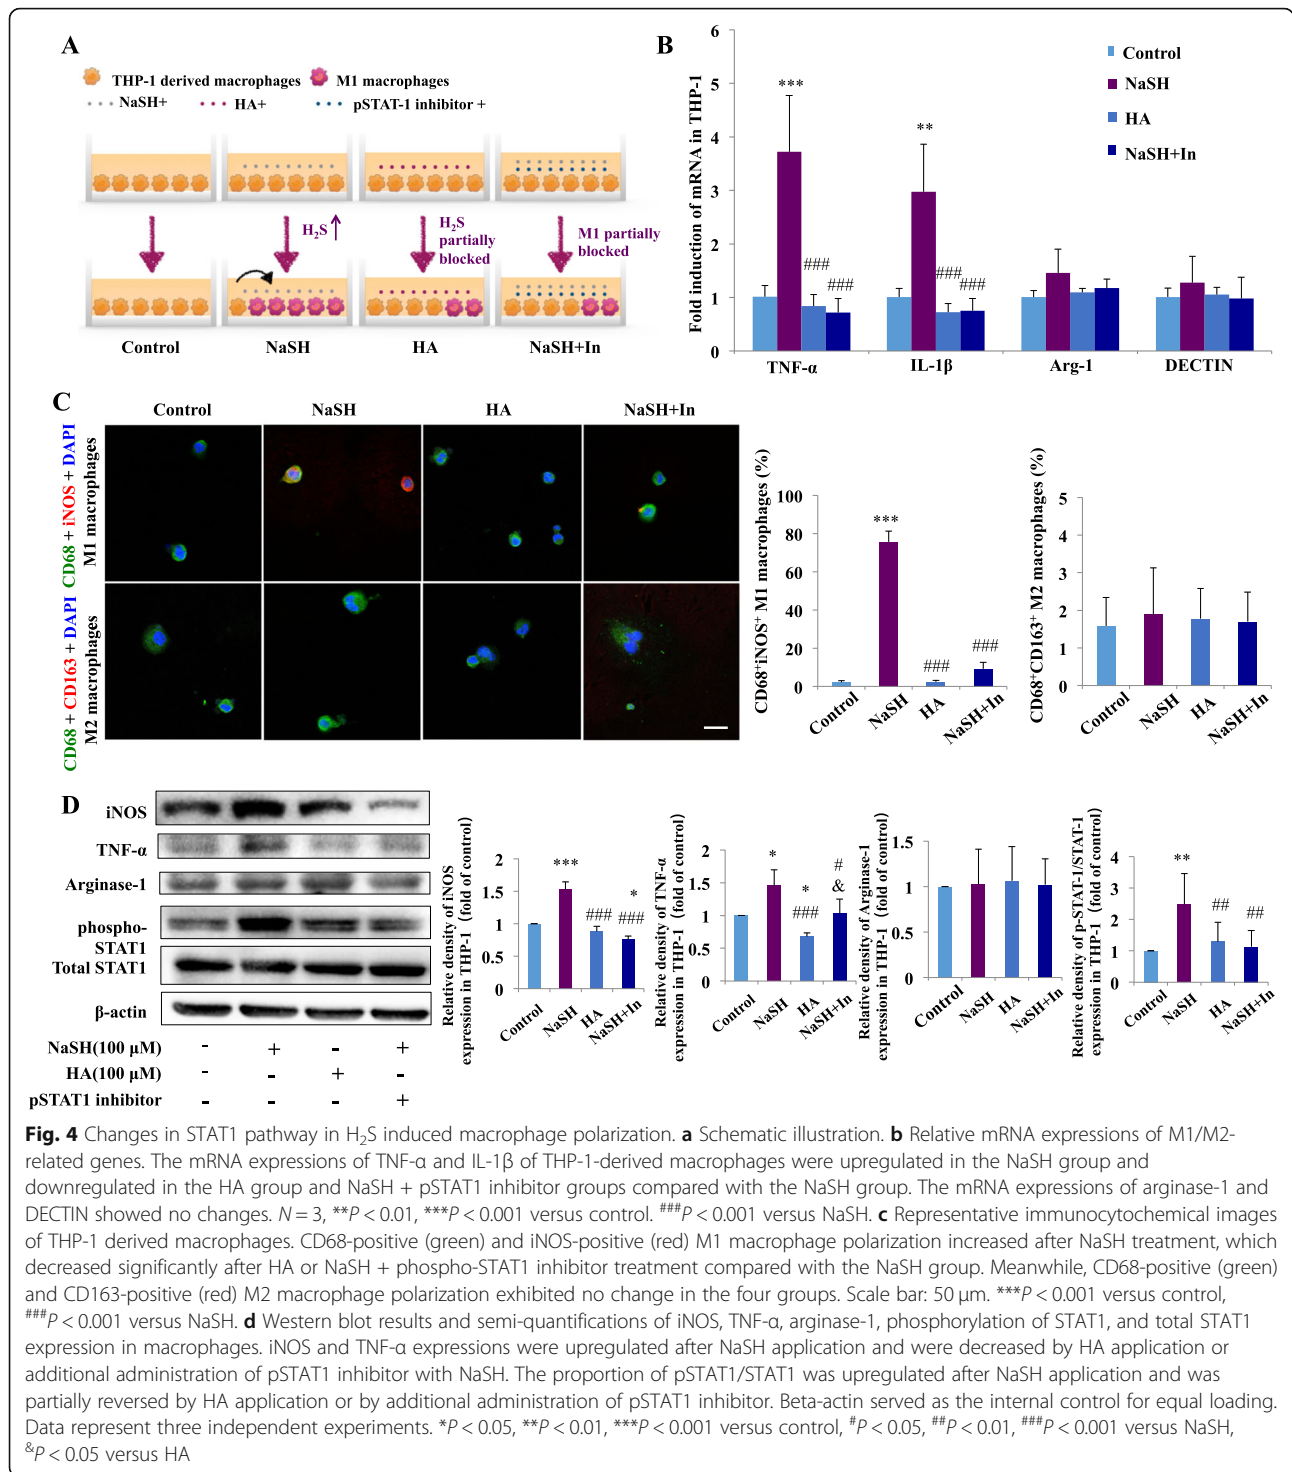 A
THP-1 derived macrophages M1 macrophages
NaSH+ HA+ pSTAT-1 inhibitor +
H₂S ↑
H₂S partially blocked
M1 partially blocked
Control NaSH HA NaSH+In
B
Fold induction of mRNA in THP-1
6
5
4
3
2
1
0
*** ### ###
** ### ###
Control
NaSH
HA
NaSH+In
TNF-α IL-1β Arg-1 DECTIN
C
Control NaSH HA NaSH+In
CD68 + iNOS + DAPI
M1 macrophages
CD68 + CD163 + DAPI
M2 macrophages
CD68⁺iNOS⁺ M1 macrophages (%)
100
80
60
40
20
0
*** ### ###
Control NaSH HA NaSH+In
CD68⁺CD163⁺ M2 macrophages (%)
5
4
3
2
1
0
Control NaSH HA NaSH+In
D
iNOS
TNF-α
Arginase-1
phospho-
STAT1
Total STAT1
β-actin
NaSH(100 μM) - + - +
HA(100 μM) - - + -
pSTAT1 inhibitor - - - +
Relative density of iNOS
expression in THP-1 (fold of control)
2
1.5
1
0.5
0
*** ### * ###
Control NaSH HA NaSH+In
Relative density of TNF-α
expression in THP-1 (fold of control)
2
1.5
1
0.5
0
* * ### # &
Control NaSH HA NaSH+In
Relative density of Arginase-1
expression in THP-1 (fold of control)
1.5
1
0.5
0
Control NaSH HA NaSH+In
Relative density of p-STAT-1/STAT-1
expression in THP-1 (fold of control)
4
3
2
1
0
** ## ##
Control NaSH HA NaSH+In
Fig. 4 Changes in STAT1 pathway in H₂S induced macrophage polarization. a Schematic illustration. b Relative mRNA expressions of M1/M2-
related genes. The mRNA expressions of TNF-α and IL-1β of THP-1-derived macrophages were upregulated in the NaSH group and
downregulated in the HA group and NaSH + pSTAT1 inhibitor groups compared with the NaSH group. The mRNA expressions of arginase-1 and
DECTIN showed no changes. N = 3, **P < 0.01, ***P < 0.001 versus control. ###P < 0.001 versus NaSH. c Representative immunocytochemical images
of THP-1 derived macrophages. CD68-positive (green) and iNOS-positive (red) M1 macrophage polarization increased after NaSH treatment, which
decreased significantly after HA or NaSH + phospho-STAT1 inhibitor treatment compared with the NaSH group. Meanwhile, CD68-positive (green)
and CD163-positive (red) M2 macrophage polarization exhibited no change in the four groups. Scale bar: 50 μm. ***P < 0.001 versus control,
###P < 0.001 versus NaSH. d Western blot results and semi-quantifications of iNOS, TNF-α, arginase-1, phosphorylation of STAT1, and total STAT1
expression in macrophages. iNOS and TNF-α expressions were upregulated after NaSH application and were decreased by HA application or
additional administration of pSTAT1 inhibitor with NaSH. The proportion of pSTAT1/STAT1 was upregulated after NaSH application and was
partially reversed by HA application or by additional administration of pSTAT1 inhibitor. Beta-actin served as the internal control for equal loading.
Data represent three independent experiments. *P < 0.05, **P < 0.01, ***P < 0.001 versus control, #P < 0.05, ##P < 0.01, ###P < 0.001 versus NaSH,
&P < 0.05 versus HA